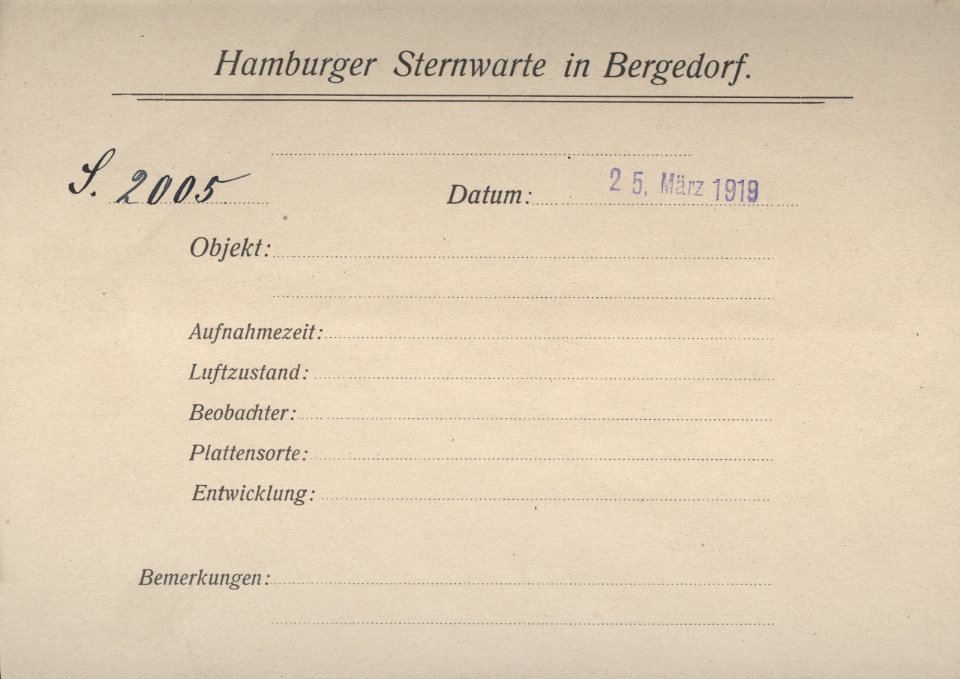 Hamburger Sternwarte in Bergedorf.
S. 2005 Datum: 25. März 1919
Objekt:
Aufnahmezeit:
Luftzustand:
Beobachter:
Plattensorte:
Entwicklung:
Bemerkungen: